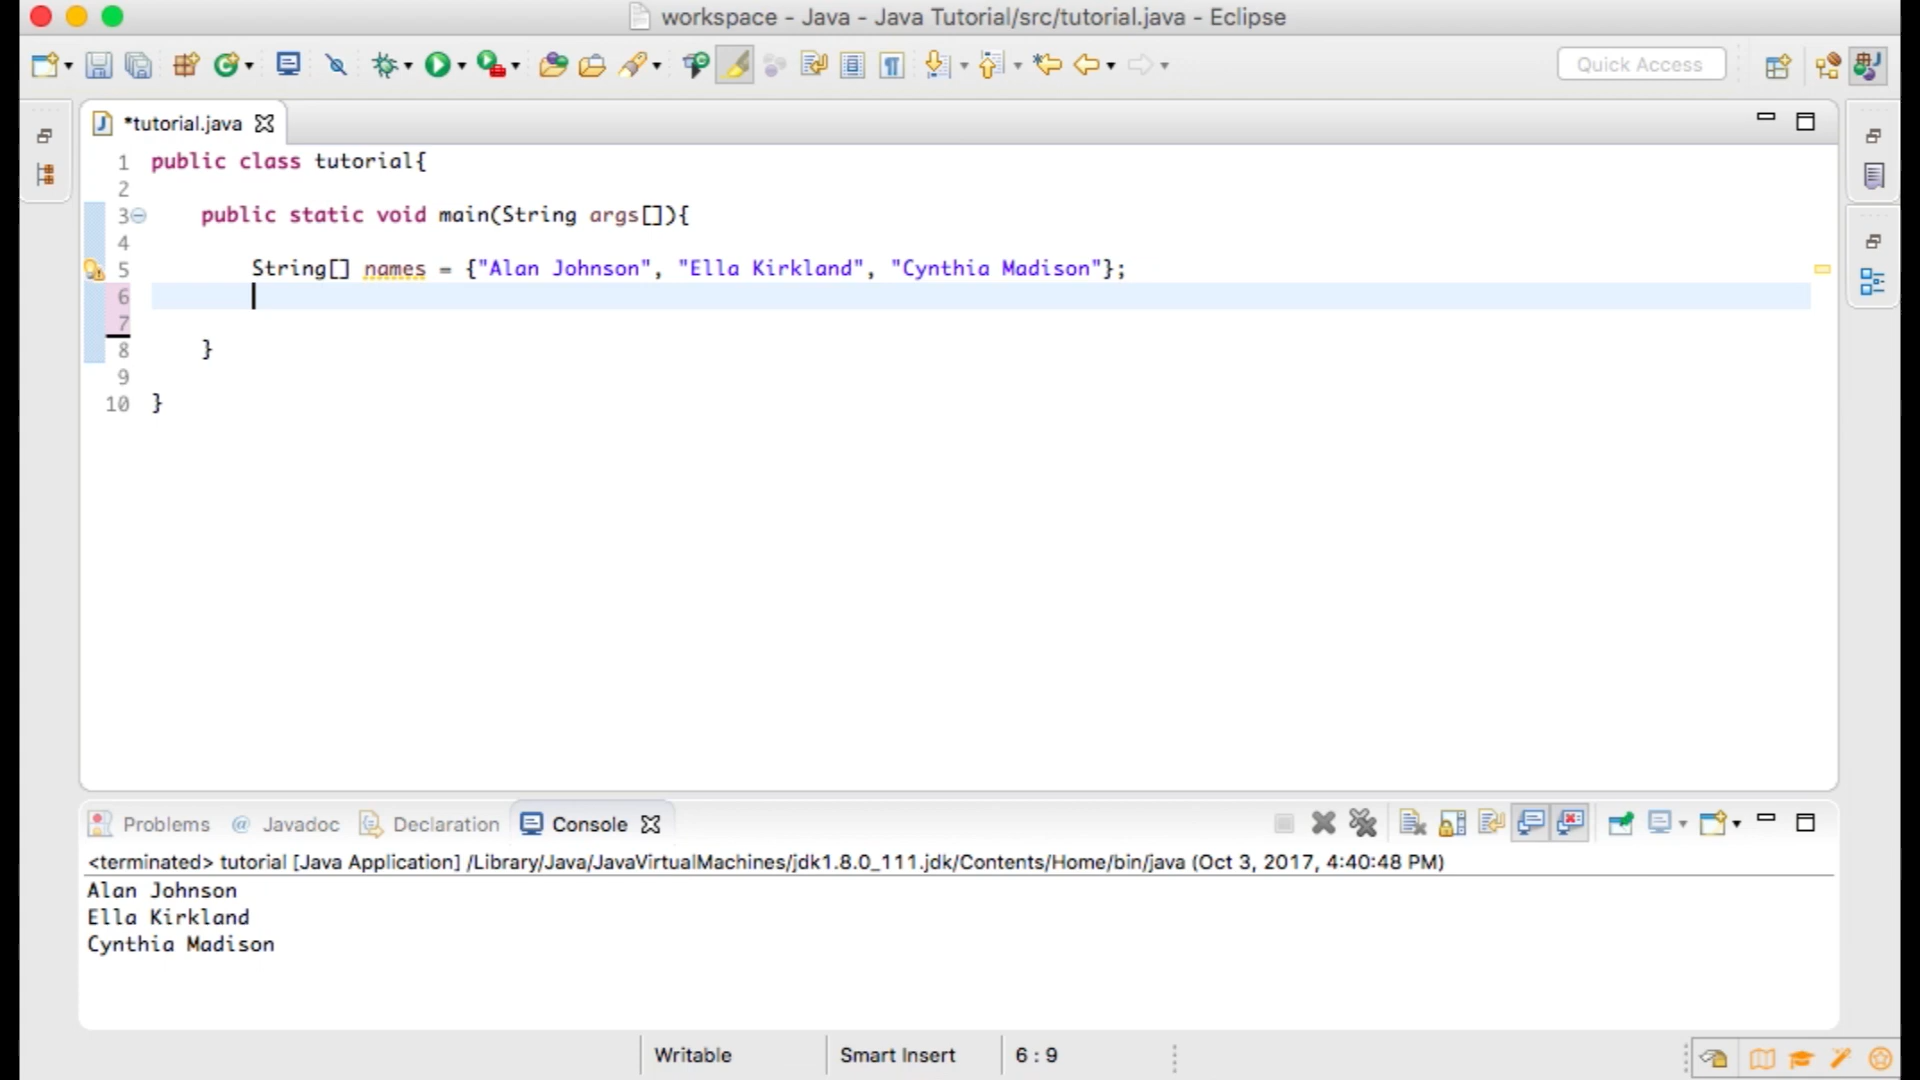 workspace - Java - Java Tutorial/src/tutorial.java - Eclipse
Quick Access
*tutorial.java
1 public class tutorial{
2
3 public static void main(String args[]){
4
5 String[] names = {"Alan Johnson", "Ella Kirkland", "Cynthia Madison"};
6
7
8 }
9
10 }
Problems @ Javadoc Declaration Console
<terminated> tutorial [Java Application] /Library/Java/JavaVirtualMachines/jdk1.8.0_111.jdk/Contents/Home/bin/java (Oct 3, 2017, 4:40:48 PM)
Alan Johnson
Ella Kirkland
Cynthia Madison
Writable Smart Insert 6 : 9